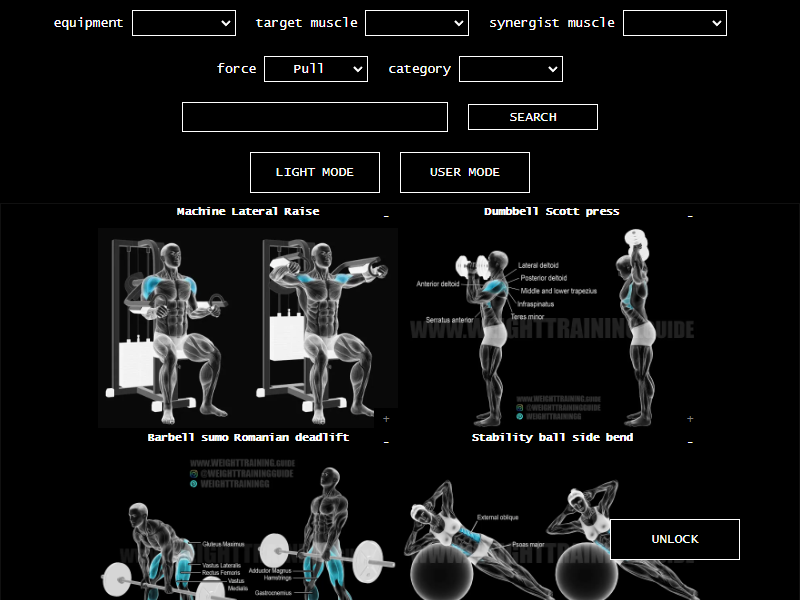 equipment target muscle synergist muscle
force Pull category
SEARCH
LIGHT MODE USER MODE
Machine Lateral Raise -
Dumbbell Scott press -
Lateral deltoid
Posterior deltoid
Anterior deltoid
Middle and lower trapezius
Infraspinatus
Teres minor
Serratus anterior
WWW.WEIGHTTRAINING.GUIDE
WWW.WEIGHTTRAINING.GUIDE
@WEIGHTTRAININGGUIDE
WEIGHTTRAININGG
+
+
Barbell sumo Romanian deadlift -
Stability ball side bend -
WWW.WEIGHTTRAINING.GUIDE
@WEIGHTTRAININGGUIDE
WEIGHTTRAININGG
Gluteus Maximus
Vastus Lateralis
Rectus Femoris
Vastus
Medialis
Adductor Magnus
Hamstrings
Gastrocnemius
External oblique
Psoas major
UNLOCK